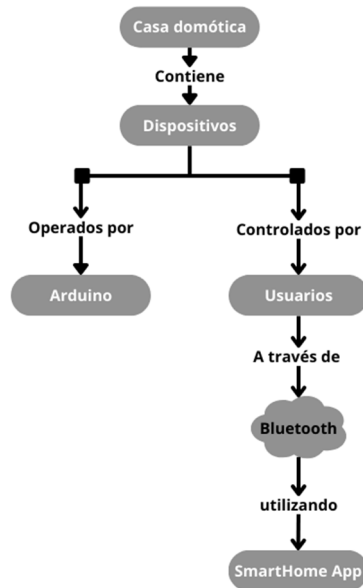 Casa domótica
Contiene
Dispositivos
Operados por
Controlados por
Arduino
Usuarios
A través de
Bluetooth
utilizando
SmartHome App